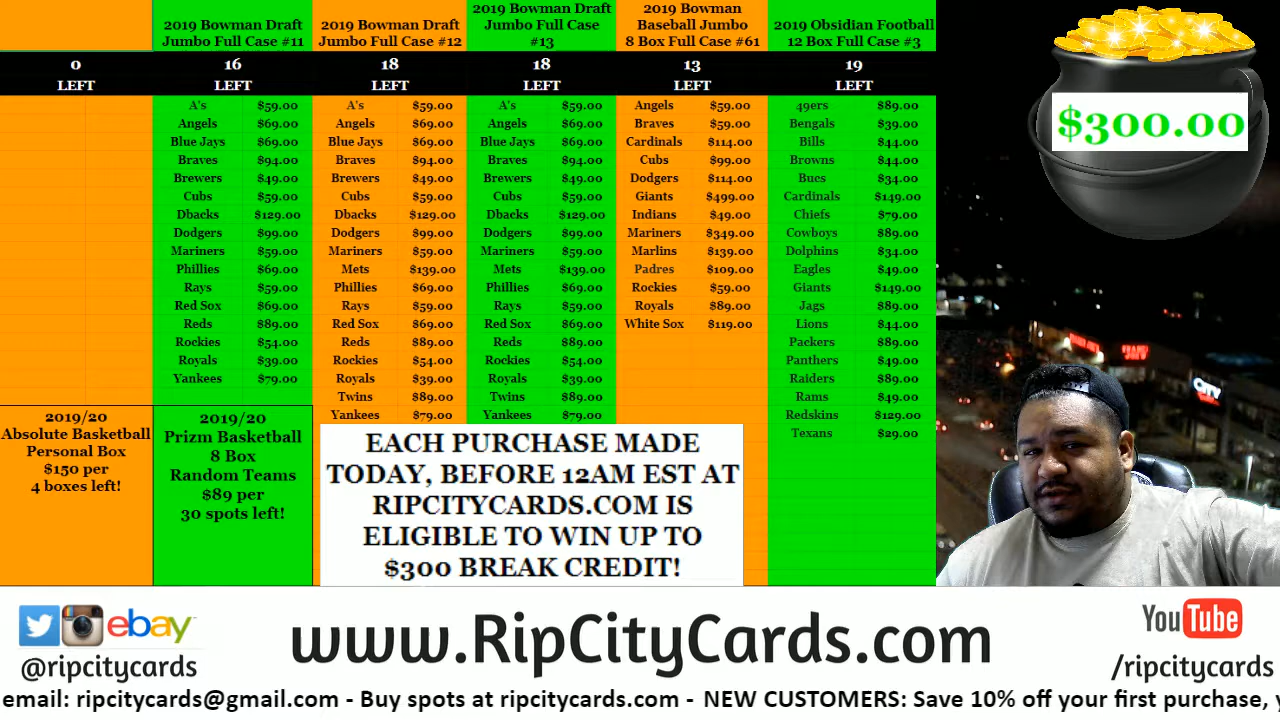 2019 Bowman Draft
Jumbo Full Case #11
2019 Bowman Draft
Jumbo Full Case #12
2019 Bowman Draft
Jumbo Full Case
#13
2019 Bowman
Baseball Jumbo
8 Box Full Case #61
2019 Obsidian Football
12 Box Full Case #3
0 16 18 18 13 19
LEFT LEFT LEFT LEFT LEFT LEFT
A's $59.00 A's $59.00 A's $59.00 Angels $59.00 49ers $89.00
Angels $69.00 Angels $69.00 Angels $69.00 Braves $59.00 Bengals $39.00
Blue Jays $69.00 Blue Jays $69.00 Blue Jays $69.00 Cardinals $114.00 Bills $44.00
Braves $94.00 Braves $94.00 Braves $94.00 Cubs $99.00 Browns $44.00
Brewers $49.00 Brewers $49.00 Brewers $49.00 Dodgers $114.00 Bucs $34.00
Cubs $59.00 Cubs $59.00 Cubs $59.00 Giants $499.00 Cardinals $149.00
Dbacks $129.00 Dbacks $129.00 Dbacks $129.00 Indians $49.00 Chiefs $79.00
Dodgers $99.00 Dodgers $99.00 Dodgers $99.00 Mariners $349.00 Cowboys $89.00
Mariners $59.00 Mariners $59.00 Mariners $59.00 Marlins $139.00 Dolphins $34.00
Phillies $69.00 Mets $139.00 Mets $139.00 Padres $109.00 Eagles $49.00
Rays $59.00 Phillies $69.00 Phillies $69.00 Rockies $59.00 Giants $149.00
Red Sox $69.00 Rays $59.00 Rays $59.00 Royals $89.00 Jags $89.00
Reds $89.00 Red Sox $69.00 Red Sox $69.00 White Sox $119.00 Lions $44.00
Rockies $54.00 Reds $89.00 Reds $89.00 Packers $89.00
Royals $39.00 Rockies $54.00 Rockies $54.00 Panthers $49.00
Yankees $79.00 Royals $39.00 Royals $39.00 Raiders $89.00
Twins $89.00 Twins $89.00 Rams $49.00
Yankees $79.00 Yankees $79.00 Redskins $129.00
Texans $29.00
2019/20
Absolute Basketball
Personal Box
$150 per
4 boxes left!
2019/20
Prizm Basketball
8 Box
Random Teams
$89 per
30 spots left!
EACH PURCHASE MADE
TODAY, BEFORE 12AM EST AT
RIPCITYCARDS.COM IS
ELIGIBLE TO WIN UP TO
$300 BREAK CREDIT!
$300.00
ebay
@ripcitycards
www.RipCityCards.com
YouTube
/ripcitycards
email: ripcitycards@gmail.com - Buy spots at ripcitycards.com - NEW CUSTOMERS: Save 10% off your first purchase,